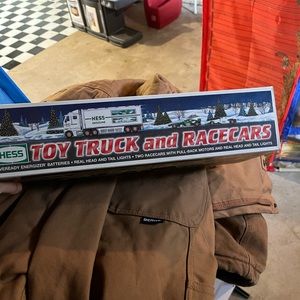 HESS
HESS
TOY TRUCK and RACECARS
EVEREADY ENERGIZER BATTERIES • REAL HEAD AND TAIL LIGHTS • TWO RACECARS WITH PULL-BACK MOTORS AND REAL HEAD AND TAIL LIGHTS